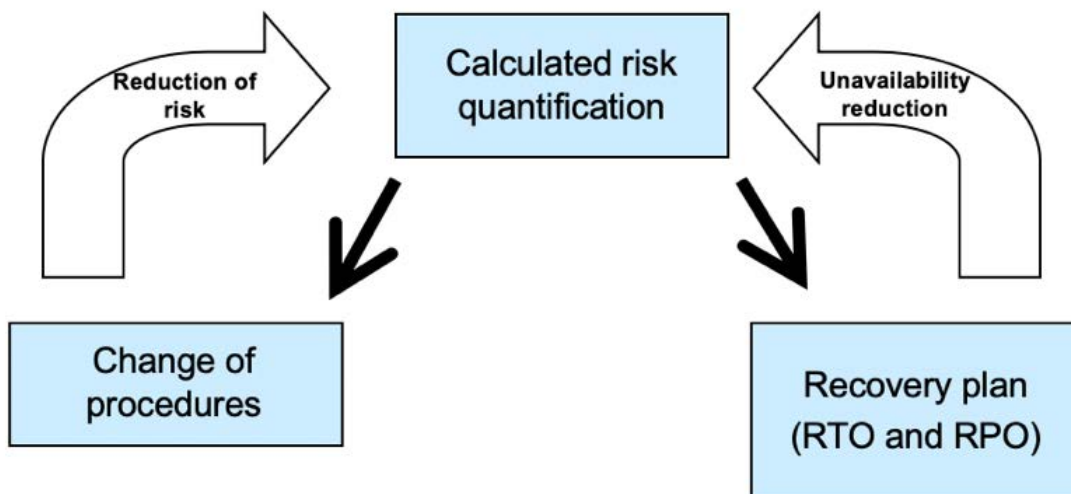 Reduction of
risk
Calculated risk
quantification
Unavailability
reduction
Change of
procedures
Recovery plan
(RTO and RPO)